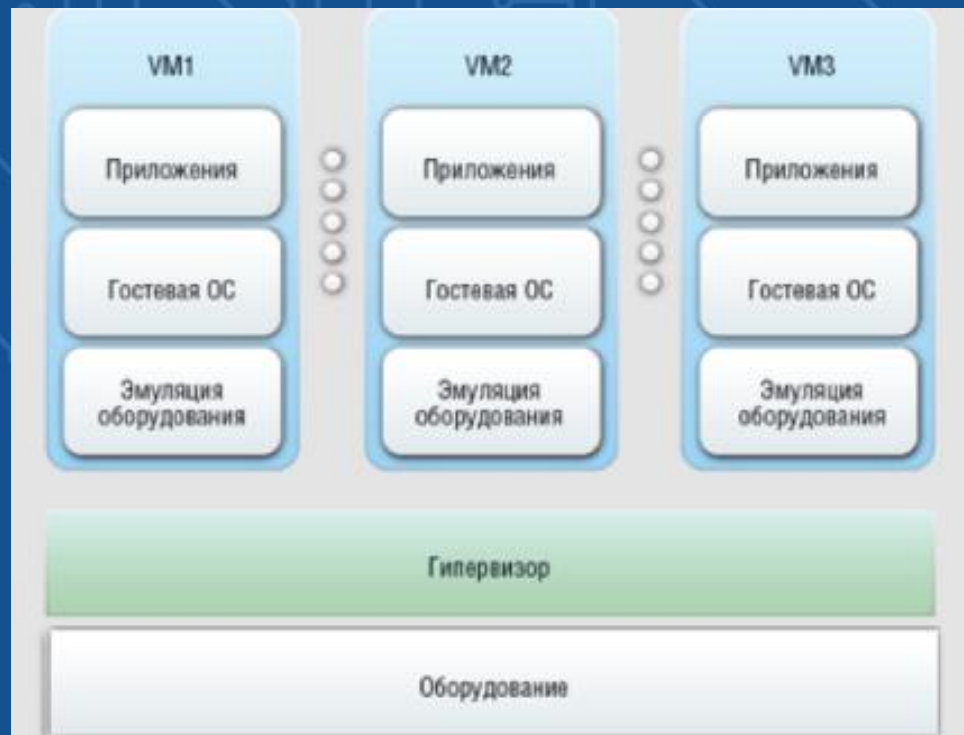 VM1
VM2
VM3
Приложения
Приложения
Приложения
Гостевая ОС
Гостевая ОС
Гостевая ОС
Эмуляция
оборудования
Эмуляция
оборудования
Эмуляция
оборудования
Гипервизор
Оборудование